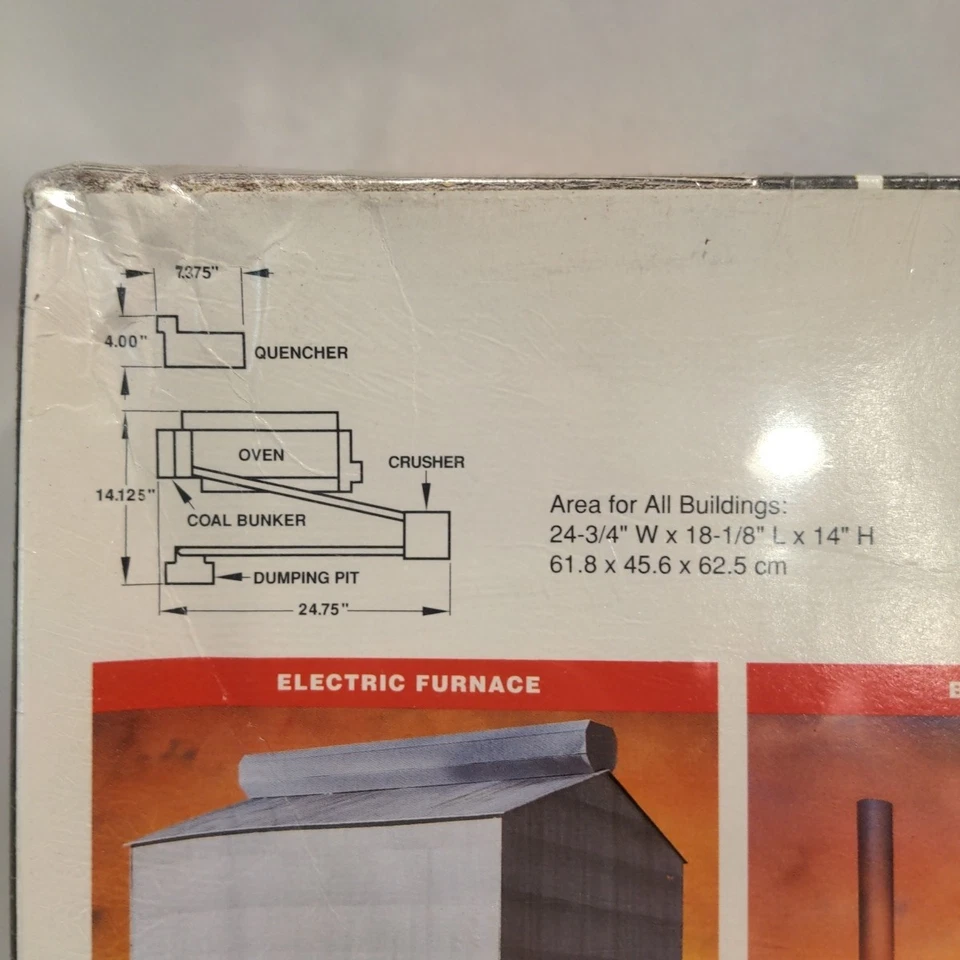 7.375"
4.00"
QUENCHER
OVEN
CRUSHER
14.125"
COAL BUNKER
DUMPING PIT
24.75"
Area for All Buildings:
24-3/4" W x 18-1/8" L x 14" H
61.8 x 45.6 x 62.5 cm
ELECTRIC FURNACE